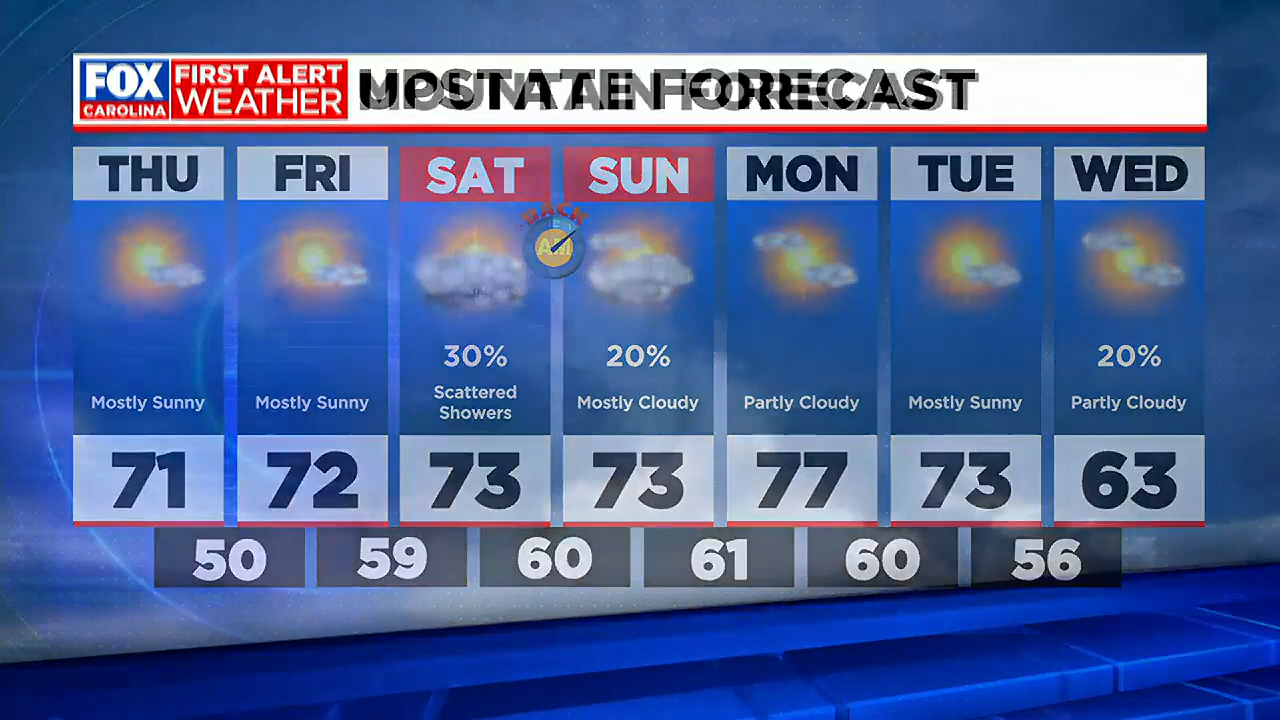 FOX
CAROLINA
FIRST ALERT
WEATHER
FORECAST
THU FRI SAT SUN MON TUE WED
BACK
AM
30% 20% 20%
Mostly Sunny Mostly Sunny Scattered Showers Mostly Cloudy Partly Cloudy Mostly Sunny Partly Cloudy
71 72 73 73 77 73 63
50 59 60 61 60 56